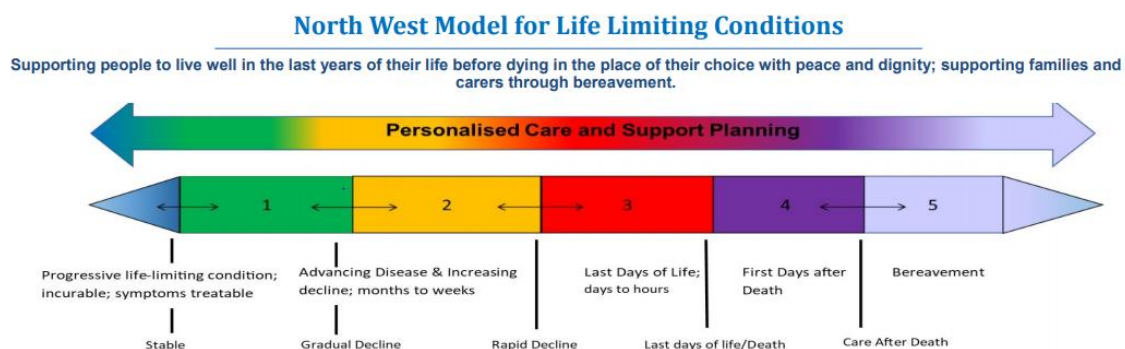 North West Model for Life Limiting Conditions
Supporting people to live well in the last years of their life before dying in the place of their choice with peace and dignity; supporting families and
carers through bereavement.
Personalised Care and Support Planning
1 2 3 4 5
Progressive life-limiting condition;
incurable; symptoms treatable
Advancing Disease & Increasing
decline; months to weeks
Last Days of Life;
days to hours
First Days after
Death
Bereavement
Stable
Gradual Decline
Rapid Decline
Last days of life/Death
Care After Death